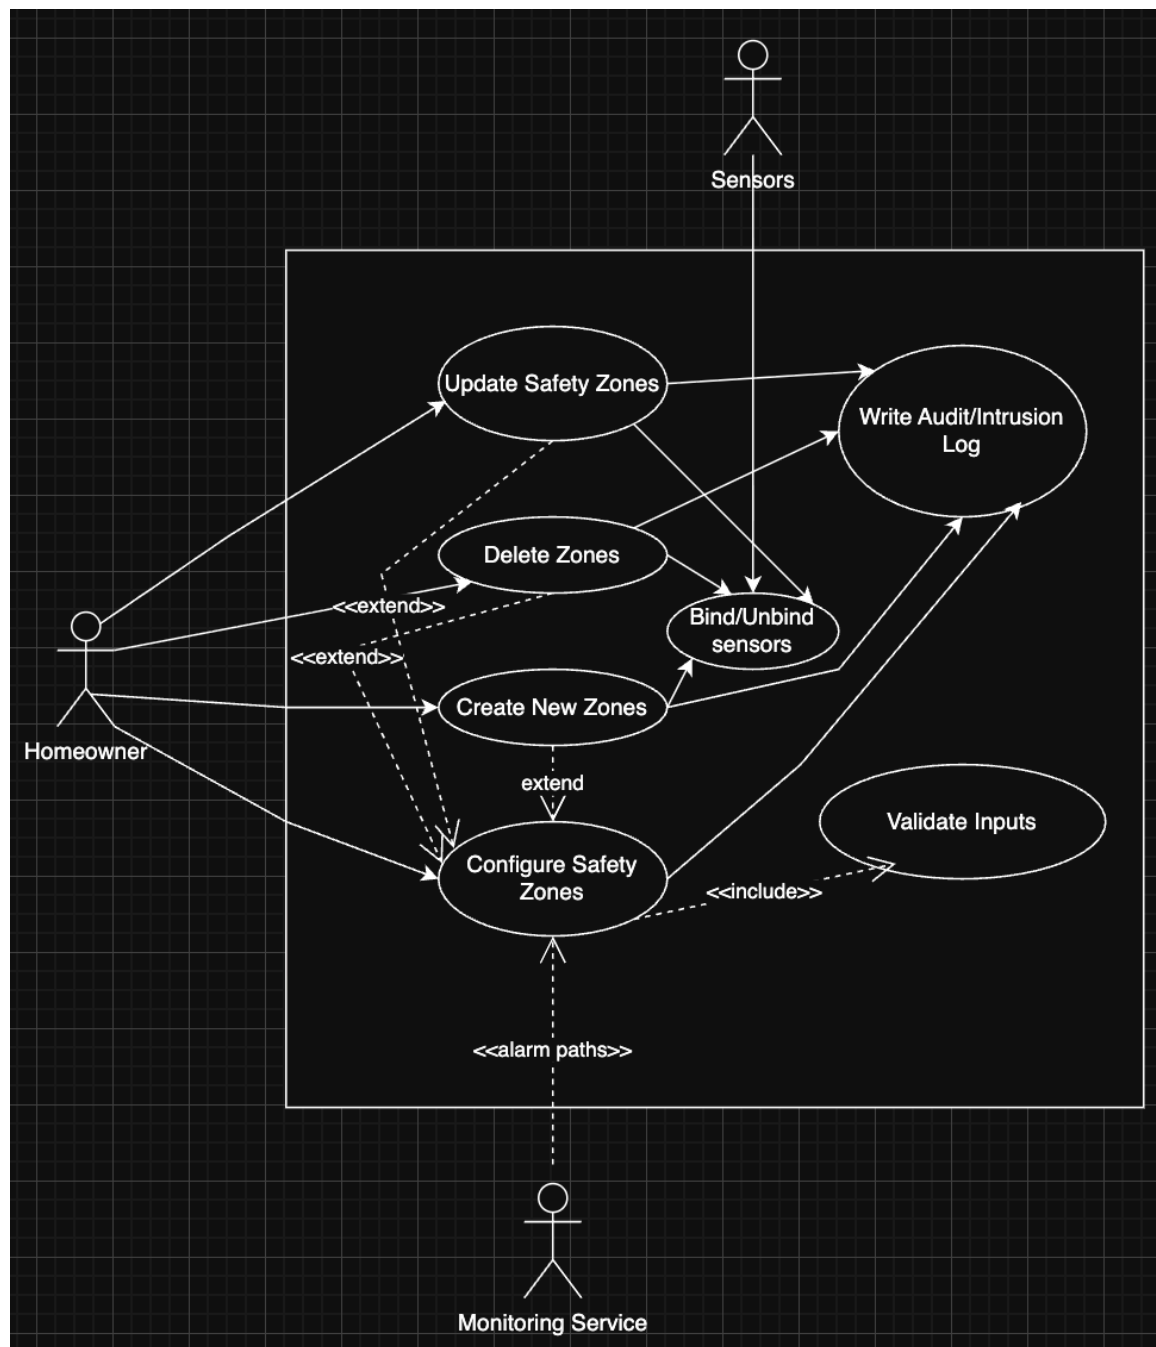 Sensors
Update Safety Zones
Write Audit/Intrusion
Log
Delete Zones
<<extend>>
Bind/Unbind
sensors
<<extend>>
Create New Zones
Homeowner
extend
Validate Inputs
Configure Safety
Zones
<<include>>
<<alarm paths>>
Monitoring Service